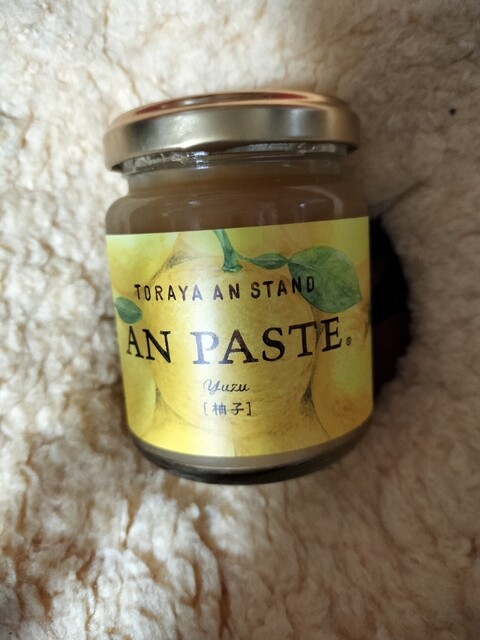 TORAYA AN STAND
AN PASTE®
Yuzu
[柚子]